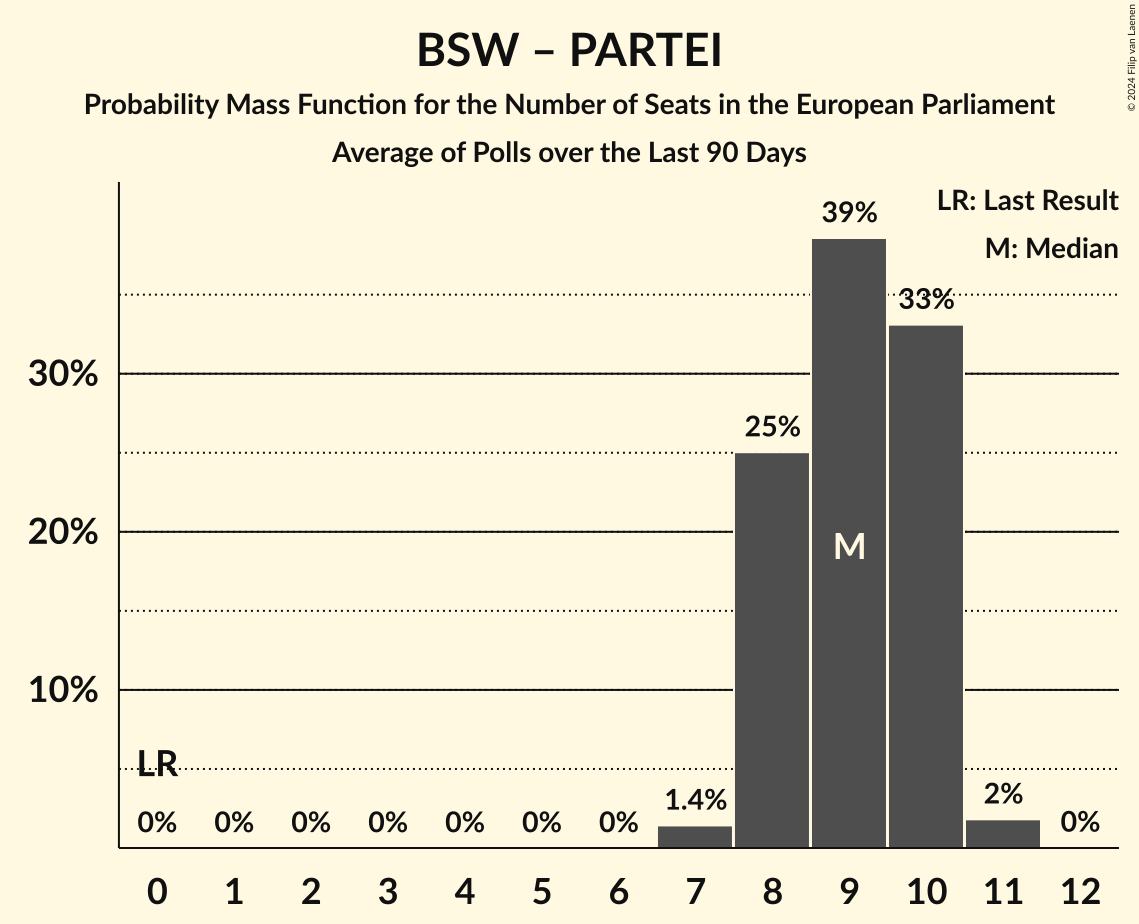 BSW – PARTEI
Probability Mass Function for the Number of Seats in the European Parliament
Average of Polls over the Last 90 Days
© 2024 Filip van Laenen
LR: Last Result
M: Median
39%
33%
30%
25%
20%
M
10%
LR
0% 0% 0% 0% 0% 0% 0% 1.4% 2% 0%
0 1 2 3 4 5 6 7 8 9 10 11 12